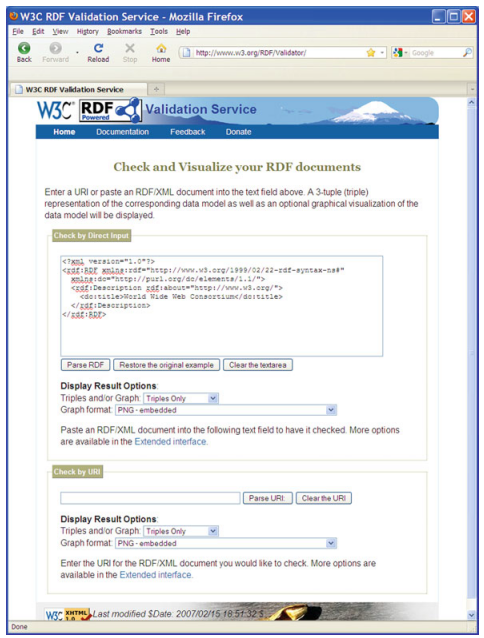 W3C RDF Validation Service - Mozilla Firefox
File Edit View History Bookmarks Tools Help
http://www.w3.org/RDF/Validator/
Google
Back Forward Reload Stop Home
W3C RDF Validation Service
W3C RDF Powered Validation Service
Home Documentation Feedback Donate
Check and Visualize your RDF documents
Enter a URI or paste an RDF/XML document into the text field above. A 3-tuple (triple)
representation of the corresponding data model as well as an optional graphical visualization of the
data model will be displayed.
Check by Direct Input
<?xml version="1.0"?>
<rdf:RDF xmlns:rdf="http://www.w3.org/1999/02/22-rdf-syntax-ns#"
xmlns:dc="http://purl.org/dc/elements/1.1/">
<rdf:Description rdf:about="http://www.w3.org/">
<dc:title>World Wide Web Consortium</dc:title>
</rdf:Description>
</rdf:RDF>
Parse RDF Restore the original example Clear the textarea
Display Result Options:
Triples and/or Graph: Triples Only
Graph format: PNG - embedded
Paste an RDF/XML document into the following text field to have it checked. More options
are available in the Extended interface.
Check by URI
Parse URI: Clear the URI
Display Result Options:
Triples and/or Graph: Triples Only
Graph format: PNG - embedded
Enter the URI for the RDF/XML document you would like to check. More options are
available in the Extended interface.
W3C XHTML 1.0 Last modified $Date: 2007/02/15 18:51:32 $
Done